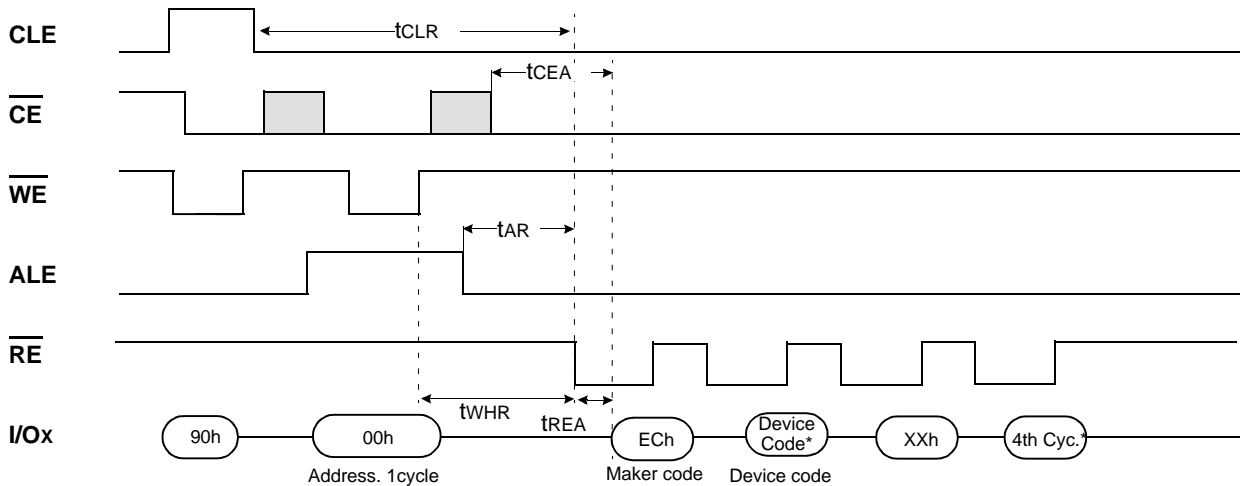 CLE
tCLR
tCEA
CE
WE
tAR
ALE
RE
tWHR
tREA
I/Ox
90h
00h
ECh
Device
Code*
XXh
4th Cyc.*
Address. 1cycle
Maker code
Device code